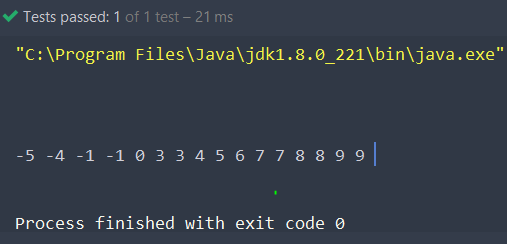 Tests passed: 1 of 1 test – 21 ms
"C:\Program Files\Java\jdk1.8.0_221\bin\java.exe"
-5 -4 -1 -1 0 3 3 4 5 6 7 7 8 8 9 9
Process finished with exit code 0